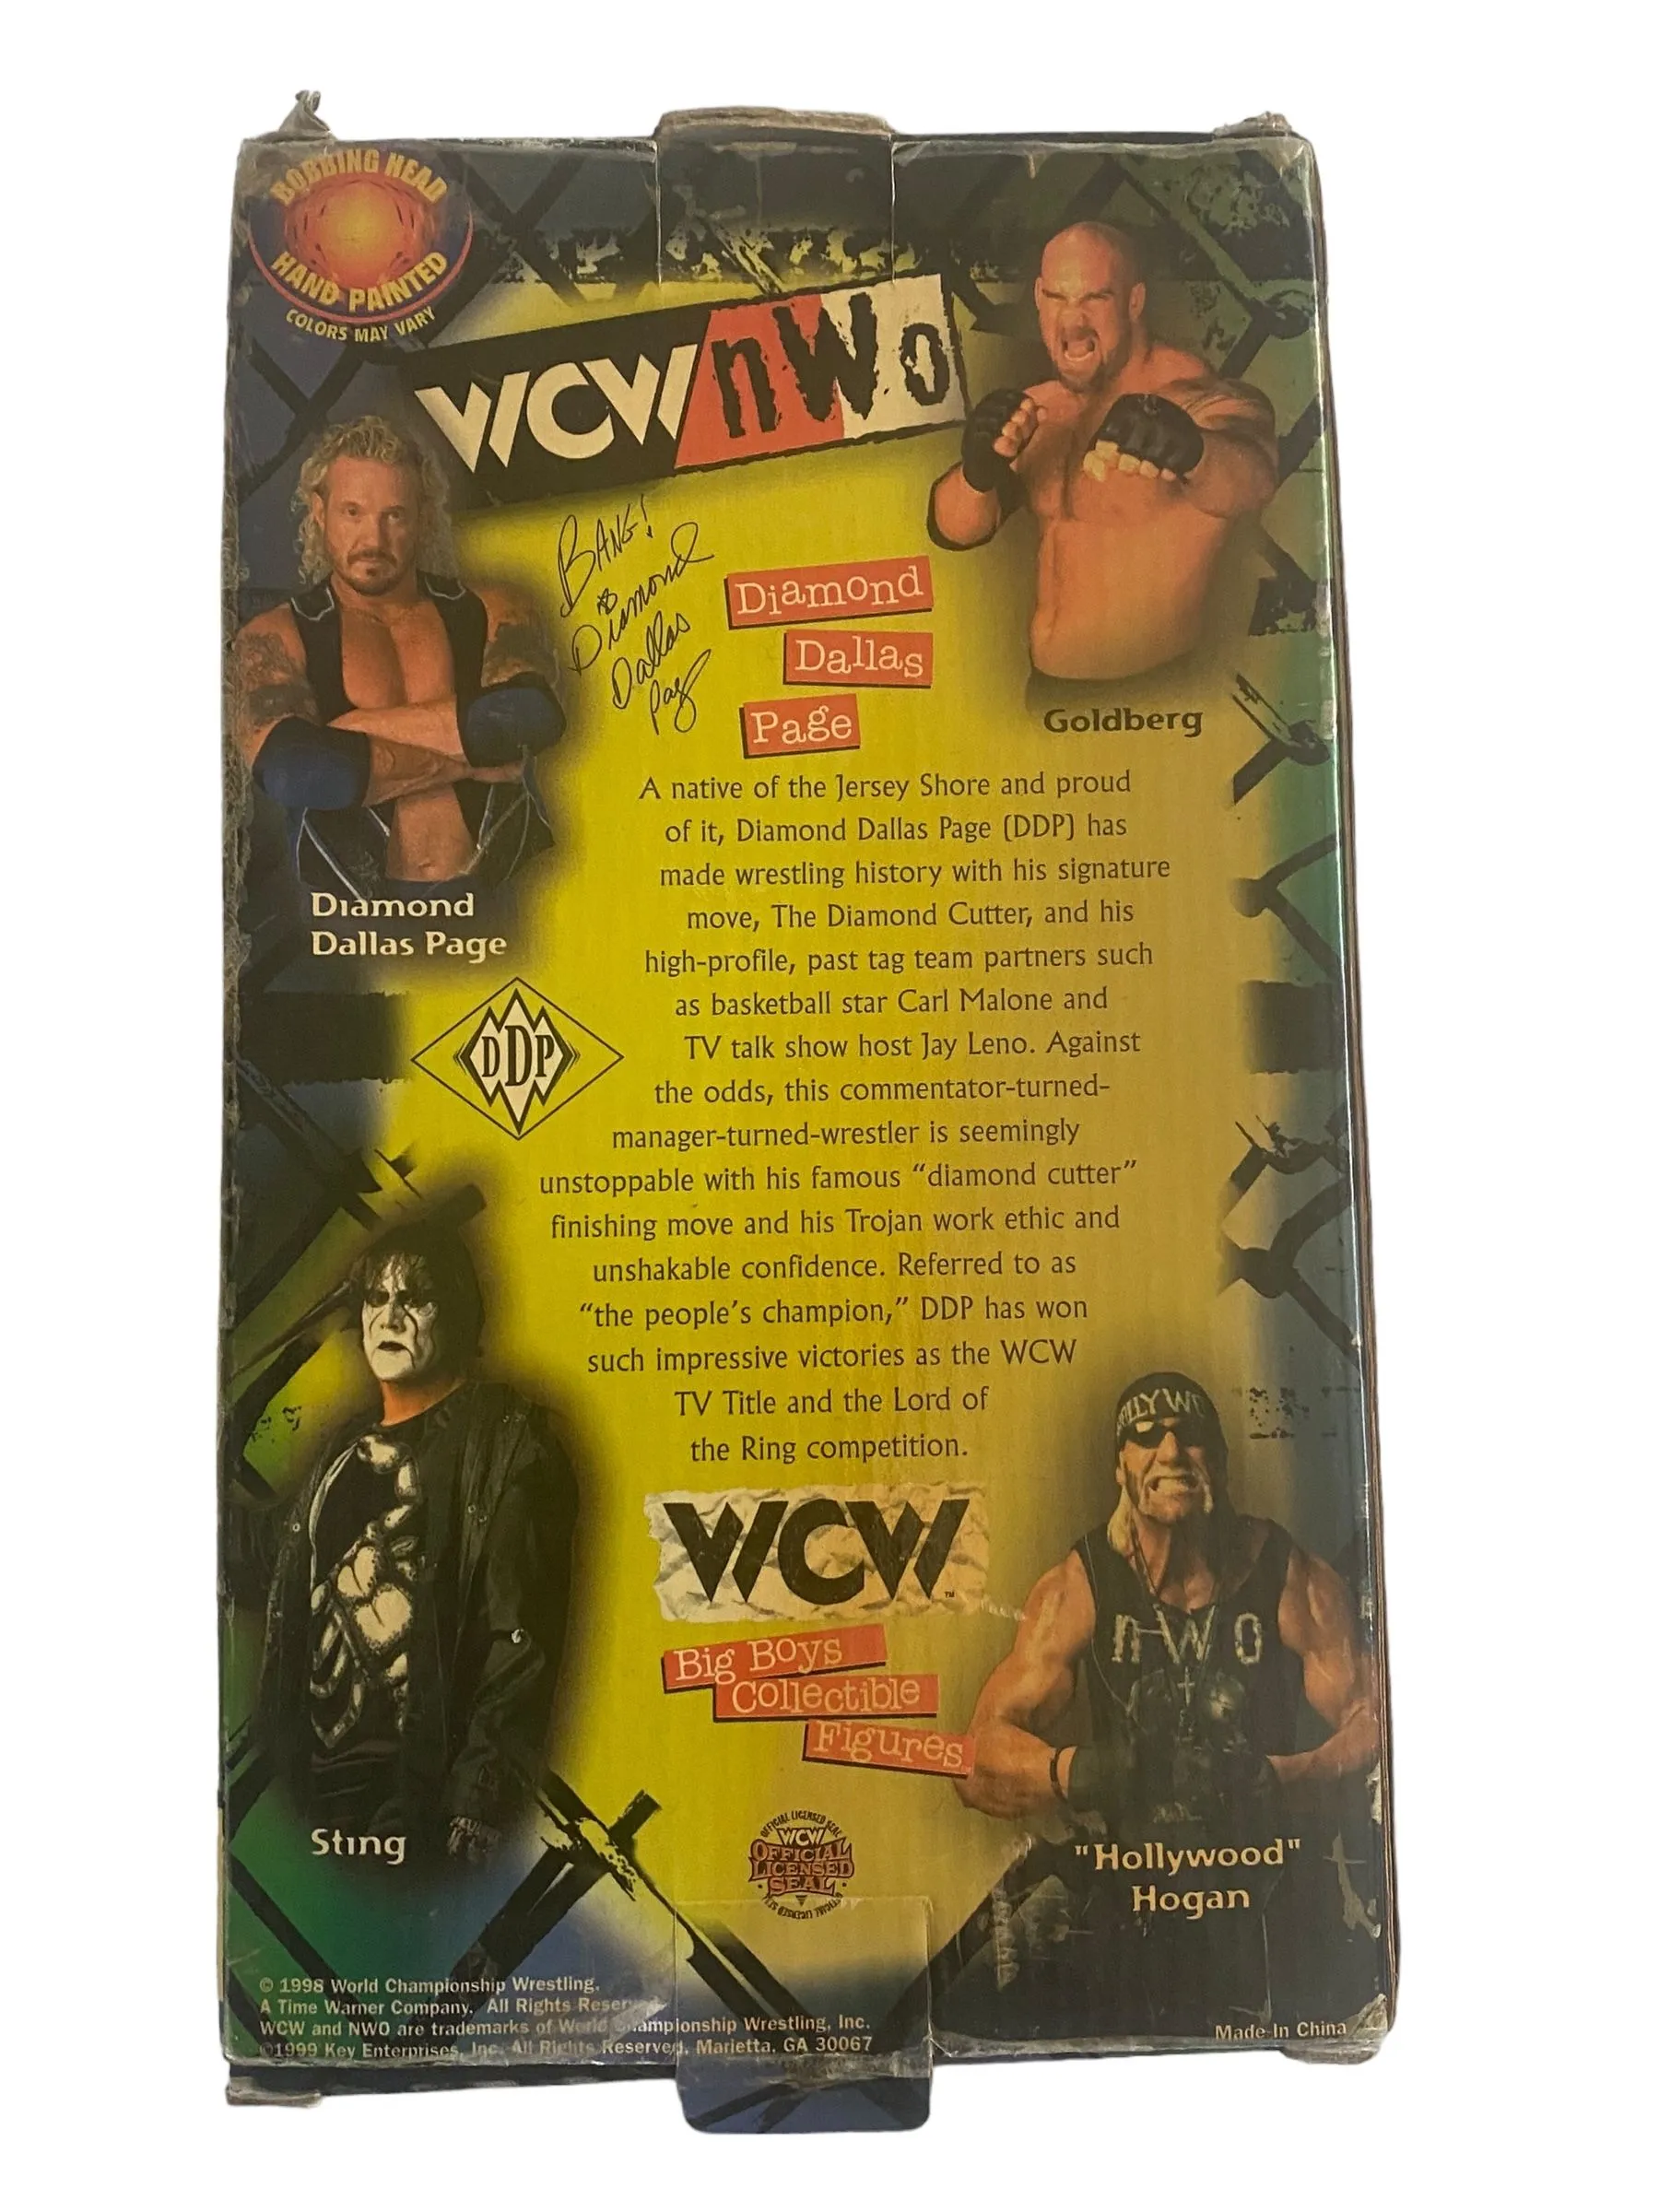 BOBBING HEAD
HAND PAINTED
COLORS MAY VARY
WCW nWo
BANG!
Diamond
Dallas
Page
Diamond
Dallas
Page
Goldberg
A native of the Jersey Shore and proud
of it, Diamond Dallas Page (DDP) has
made wrestling history with his signature
move, The Diamond Cutter, and his
high-profile, past tag team partners such
as basketball star Carl Malone and
TV talk show host Jay Leno. Against
the odds, this commentator-turned-
manager-turned-wrestler is seemingly
unstoppable with his famous “diamond cutter”
finishing move and his Trojan work ethic and
unshakable confidence. Referred to as
“the people’s champion,” DDP has won
such impressive victories as the WCW
TV Title and the Lord of
the Ring competition.
Diamond
Dallas Page
DDP
WCW™
Big Boys
Collectible
Figures
HOLLYWO
nWo
Sting
"Hollywood"
Hogan
OFFICIAL LICENSED SEAL
WCW
OFFICIAL
LICENSED
SEAL
© 1998 World Championship Wrestling.
A Time Warner Company. All Rights Reserved.
WCW and NWO are trademarks of World Championship Wrestling, Inc.
©1999 Key Enterprises, Inc. All Rights Reserved, Marietta, GA 30067
Made In China